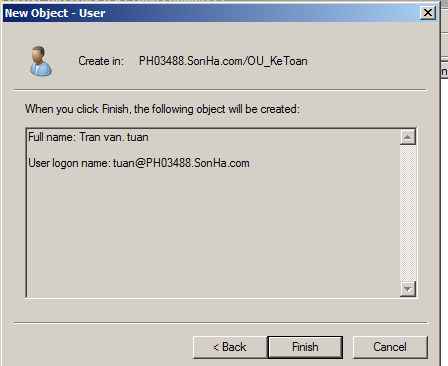 New Object - User
Create in: PH03488.SonHa.com/OU_KeToan
When you click Finish, the following object will be created:
Full name: Tran van. tuan
User logon name: tuan@PH03488.SonHa.com
< Back
Finish
Cancel